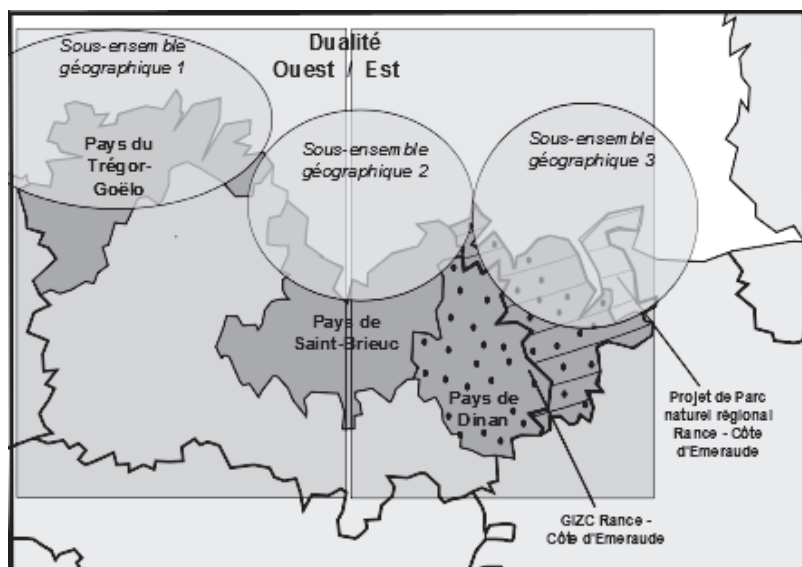 Sous-ensemble
géographique 1
Dualité
Ouest / Est
Pays du
Trégor-
Goëlo
Sous-ensemble
géographique 2
Sous-ensemble
géographique 3
Pays de
Saint-Brieuc
Pays de
Dinan
Projet de Parc
naturel régional
Rance - Côte
d'Emeraude
GIZC Rance -
Côte d'Emeraude